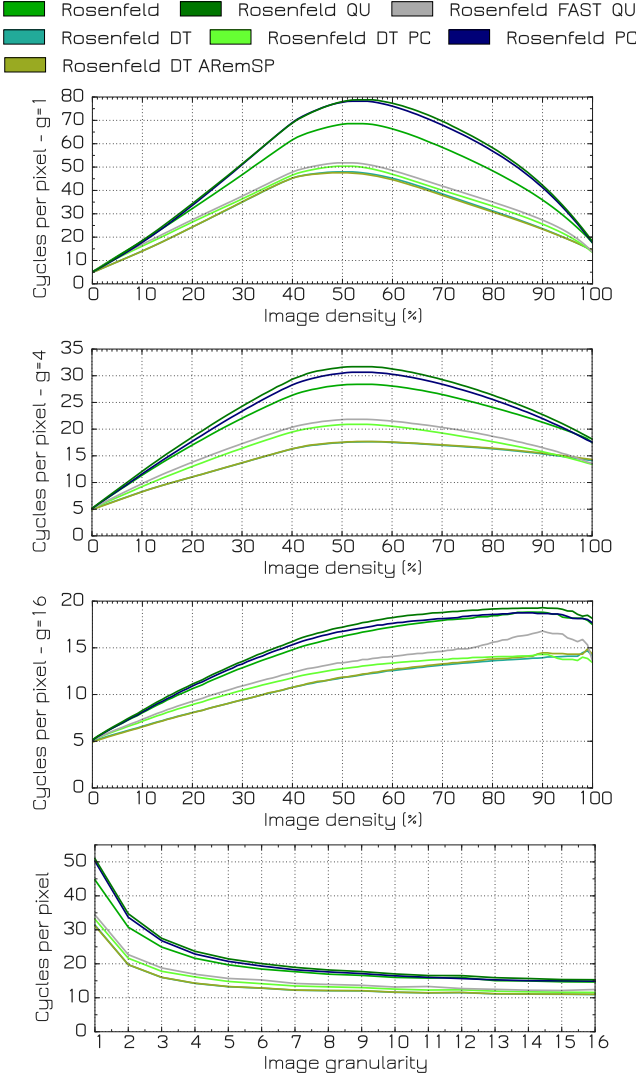 Rosenfeld Rosenfeld QU Rosenfeld FAST QU
Rosenfeld DT Rosenfeld DT PC Rosenfeld PC
Rosenfeld DT ARemSP
Cycles per pixel - g=1
80
70
60
50
40
30
20
10
0
0 10 20 30 40 50 60 70 80 90 100
Image density (%)
Cycles per pixel - g=4
35
30
25
20
15
10
5
0
0 10 20 30 40 50 60 70 80 90 100
Image density (%)
Cycles per pixel - g=16
20
15
10
5
0
0 10 20 30 40 50 60 70 80 90 100
Image density (%)
Cycles per pixel
50
40
30
20
10
0
1 2 3 4 5 6 7 8 9 10 11 12 13 14 15 16
Image granularity